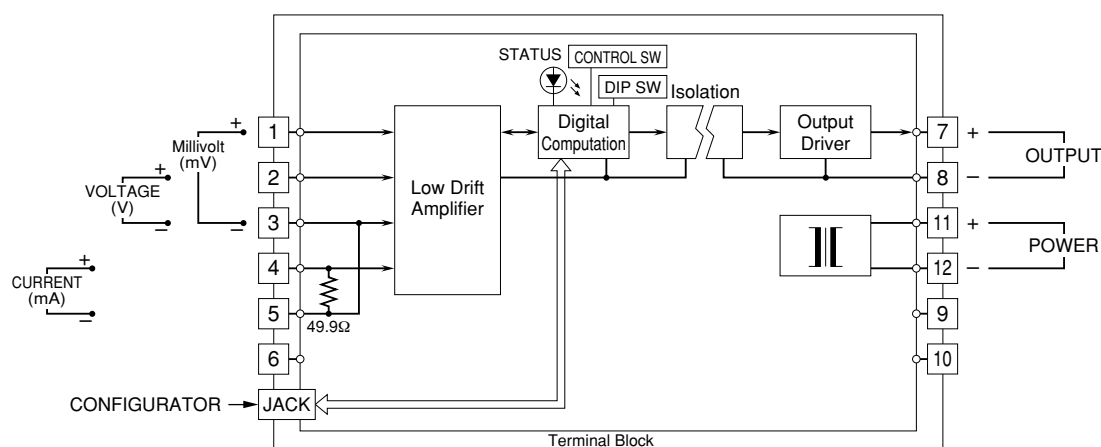 STATUS
CONTROL SW
DIP SW
Isolation
Digital
Computation
Output
Driver
Low Drift
Amplifier
+
Millivolt
(mV)
−
+
VOLTAGE
(V)
−
+
CURRENT
(mA)
−
1
2
3
4
5
6
49.9Ω
7
+
OUTPUT
8
−
11
+
POWER
12
−
9
10
CONFIGURATOR
JACK
Terminal Block